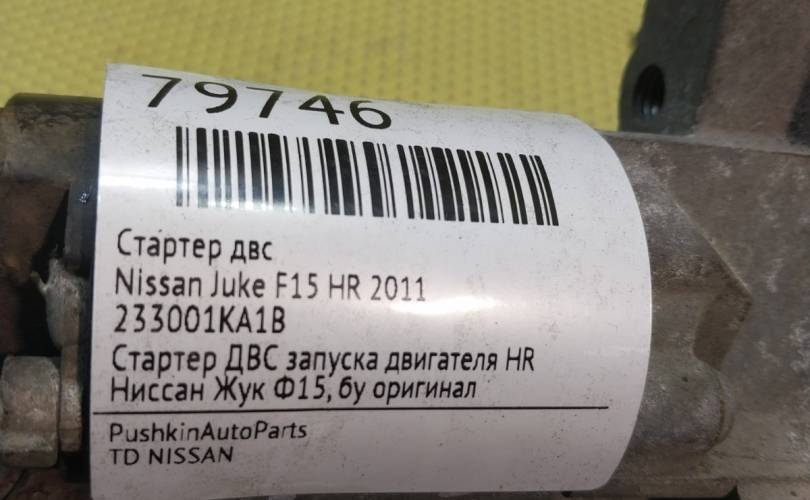 79746
Стартер двс
Nissan Juke F15 HR 2011
233001KA1B
Стартер ДВС запуска двигателя HR
Ниссан Жук Ф15, бу оригинал
PushkinAutoParts
TD NISSAN